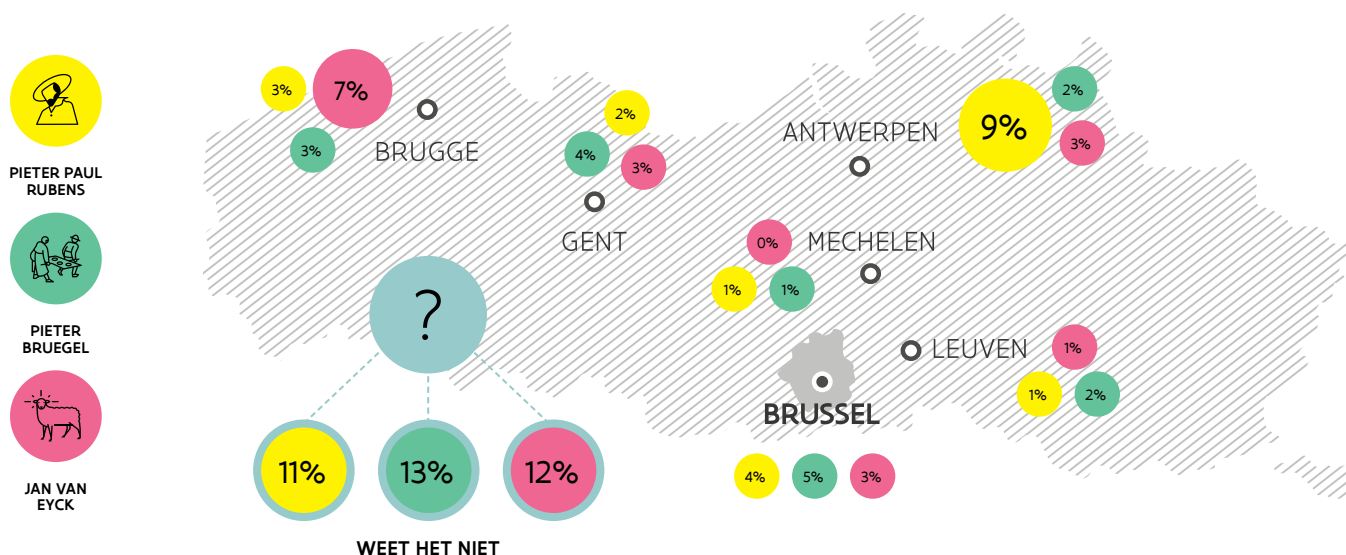 PIETER PAUL
RUBENS
PIETER
BRUEGEL
JAN VAN
EYCK
3%
7%
3%
BRUGGE
2%
4%
3%
GENT
ANTWERPEN
9%
2%
3%
0%
MECHELEN
1%
1%
LEUVEN
1%
1%
2%
BRUSSEL
4%
5%
3%
?
11%
13%
12%
WEET HET NIET